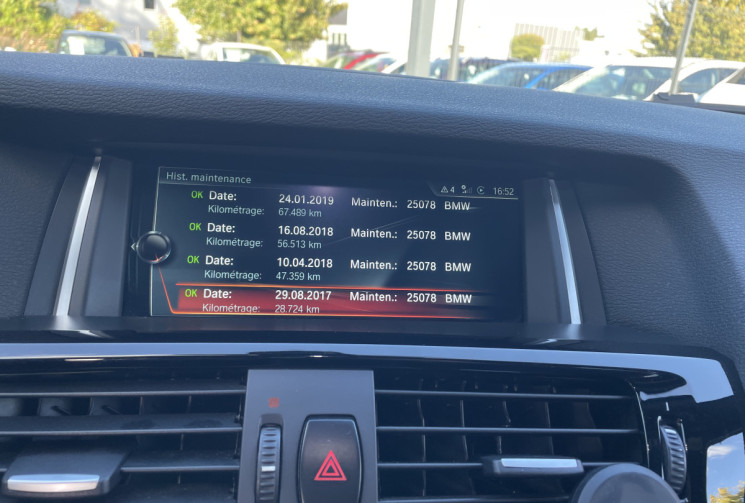 Hist. maintenance
4 16:52
OK Date: 24.01.2019 Mainten.: 25078 BMW
Kilométrage: 67.489 km
OK Date: 16.08.2018 Mainten.: 25078 BMW
Kilométrage: 56.513 km
OK Date: 10.04.2018 Mainten.: 25078 BMW
Kilométrage: 47.359 km
OK Date: 29.08.2017 Mainten.: 25078 BMW
Kilométrage: 28.724 km